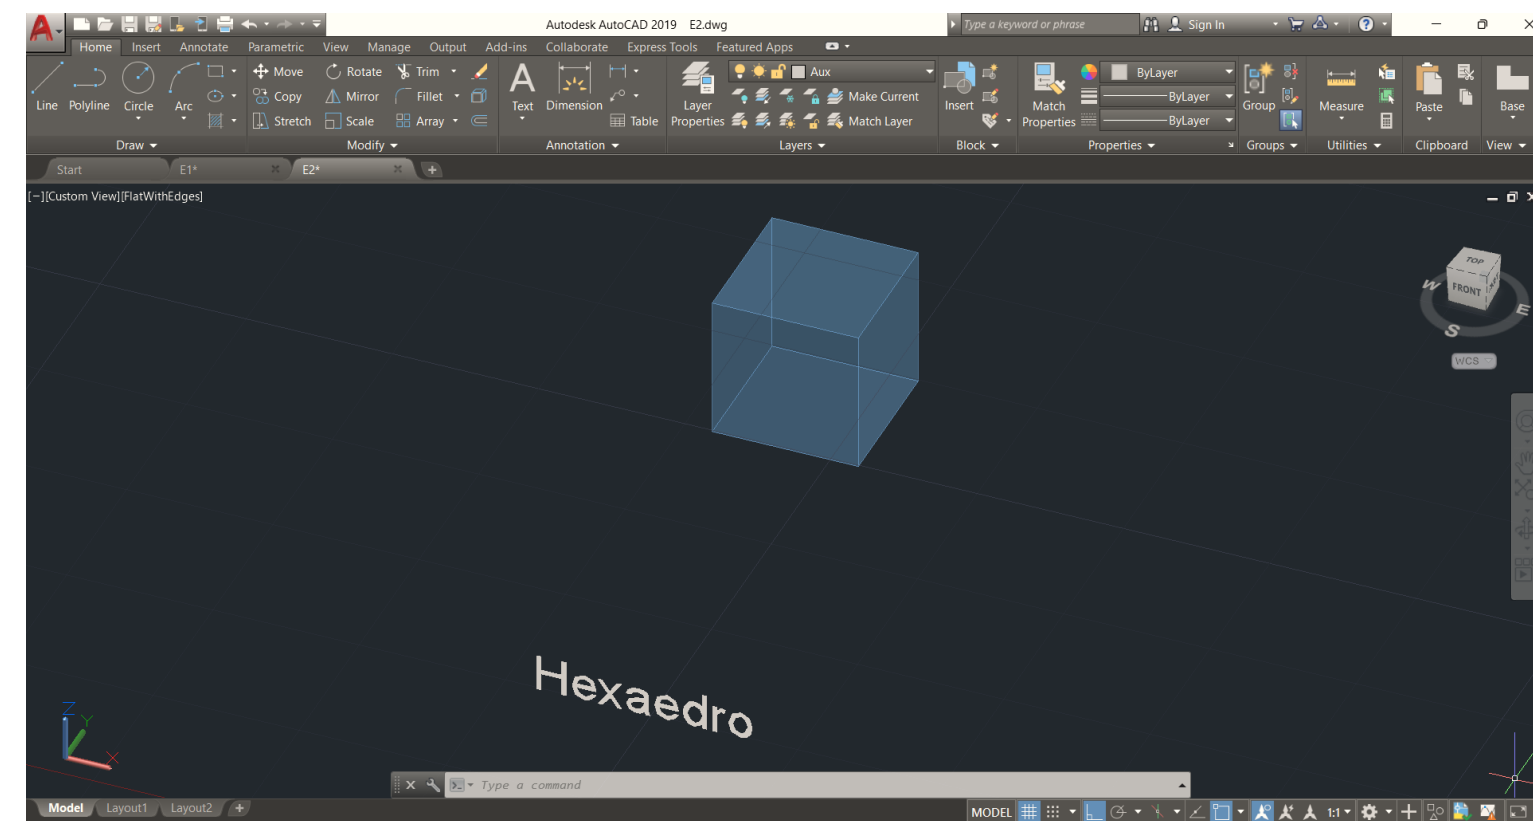 Autodesk AutoCAD 2019 E2.dwg
Type a keyword or phrase
Sign In
Home Insert Annotate Parametric View Manage Output Add-ins Collaborate Express Tools Featured Apps
Line Polyline Circle Arc
Move Rotate Trim
Copy Mirror Fillet
Stretch Scale Array
Text Dimension
Table
Layer
Properties
Aux
Make Current
Match Layer
Insert
Match
Properties
ByLayer
ByLayer
ByLayer
Group
Measure
Paste
Base
Draw Modify Annotation Layers Block Properties Groups Utilities Clipboard View
Start E1* E2*
[−][Custom View][FlatWithEdges]
TOP
FRONT
W
S
E
WCS
Hexaedro
Z
Y
X
Type a command
Model Layout1 Layout2
MODEL
1:1